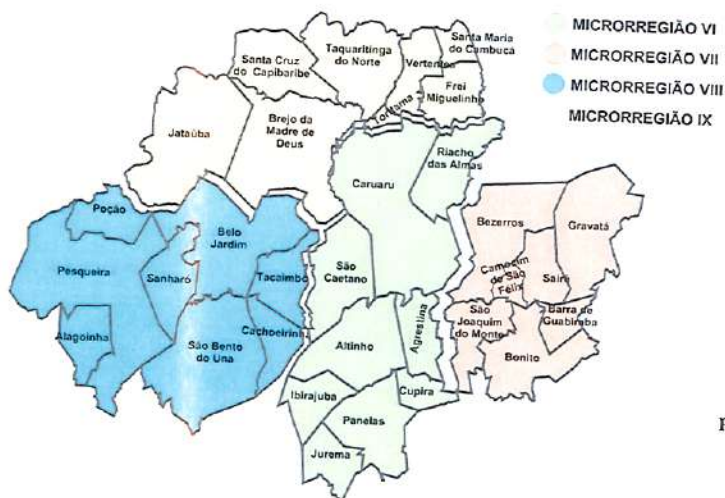 MICRORREGIÃO VI
MICRORREGIÃO VII
MICRORREGIÃO VIII
MICRORREGIÃO IX
Santa Cruz
do Capibaribe
Taquaritinga
do Norte
Vertentes
Santa Maria
do Cambucá
Frei
Miguelinho
Toritama
Jataúba
Brejo da
Madre de
Deus
Riacho
das Almas
Caruaru
Poção
Belo
Jardim
Pesqueira
Sanharó
Tacaimbó
São
Caetano
Bezerros
Gravatá
Camocim
de São
Félix
Sairé
Alagoinha
São Bento
do Una
Cachoeirinha
Altinho
Agrestina
São
Joaquim
do Monte
Barra de
Guabiraba
Bonito
Ibirajuba
Cupira
Panelas
Jurema